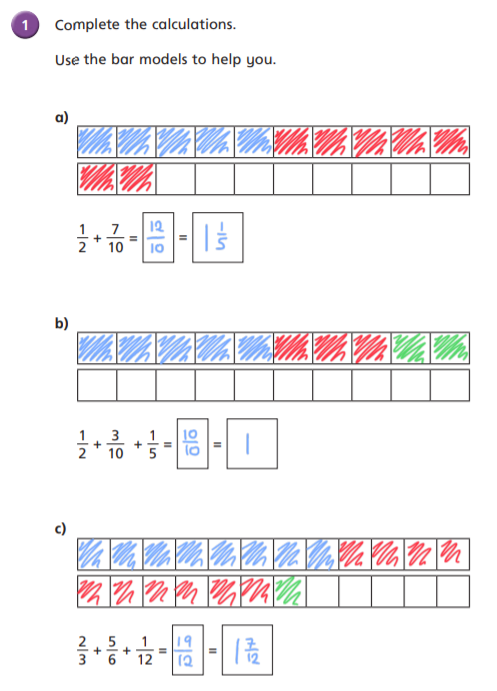 1 Complete the calculations.
Use the bar models to help you.
a)
1/2 + 7/10 = 12/10 = 1 1/5
b)
1/2 + 3/10 + 1/5 = 10/10 = 1
c)
2/3 + 5/6 + 1/12 = 19/12 = 1 7/12